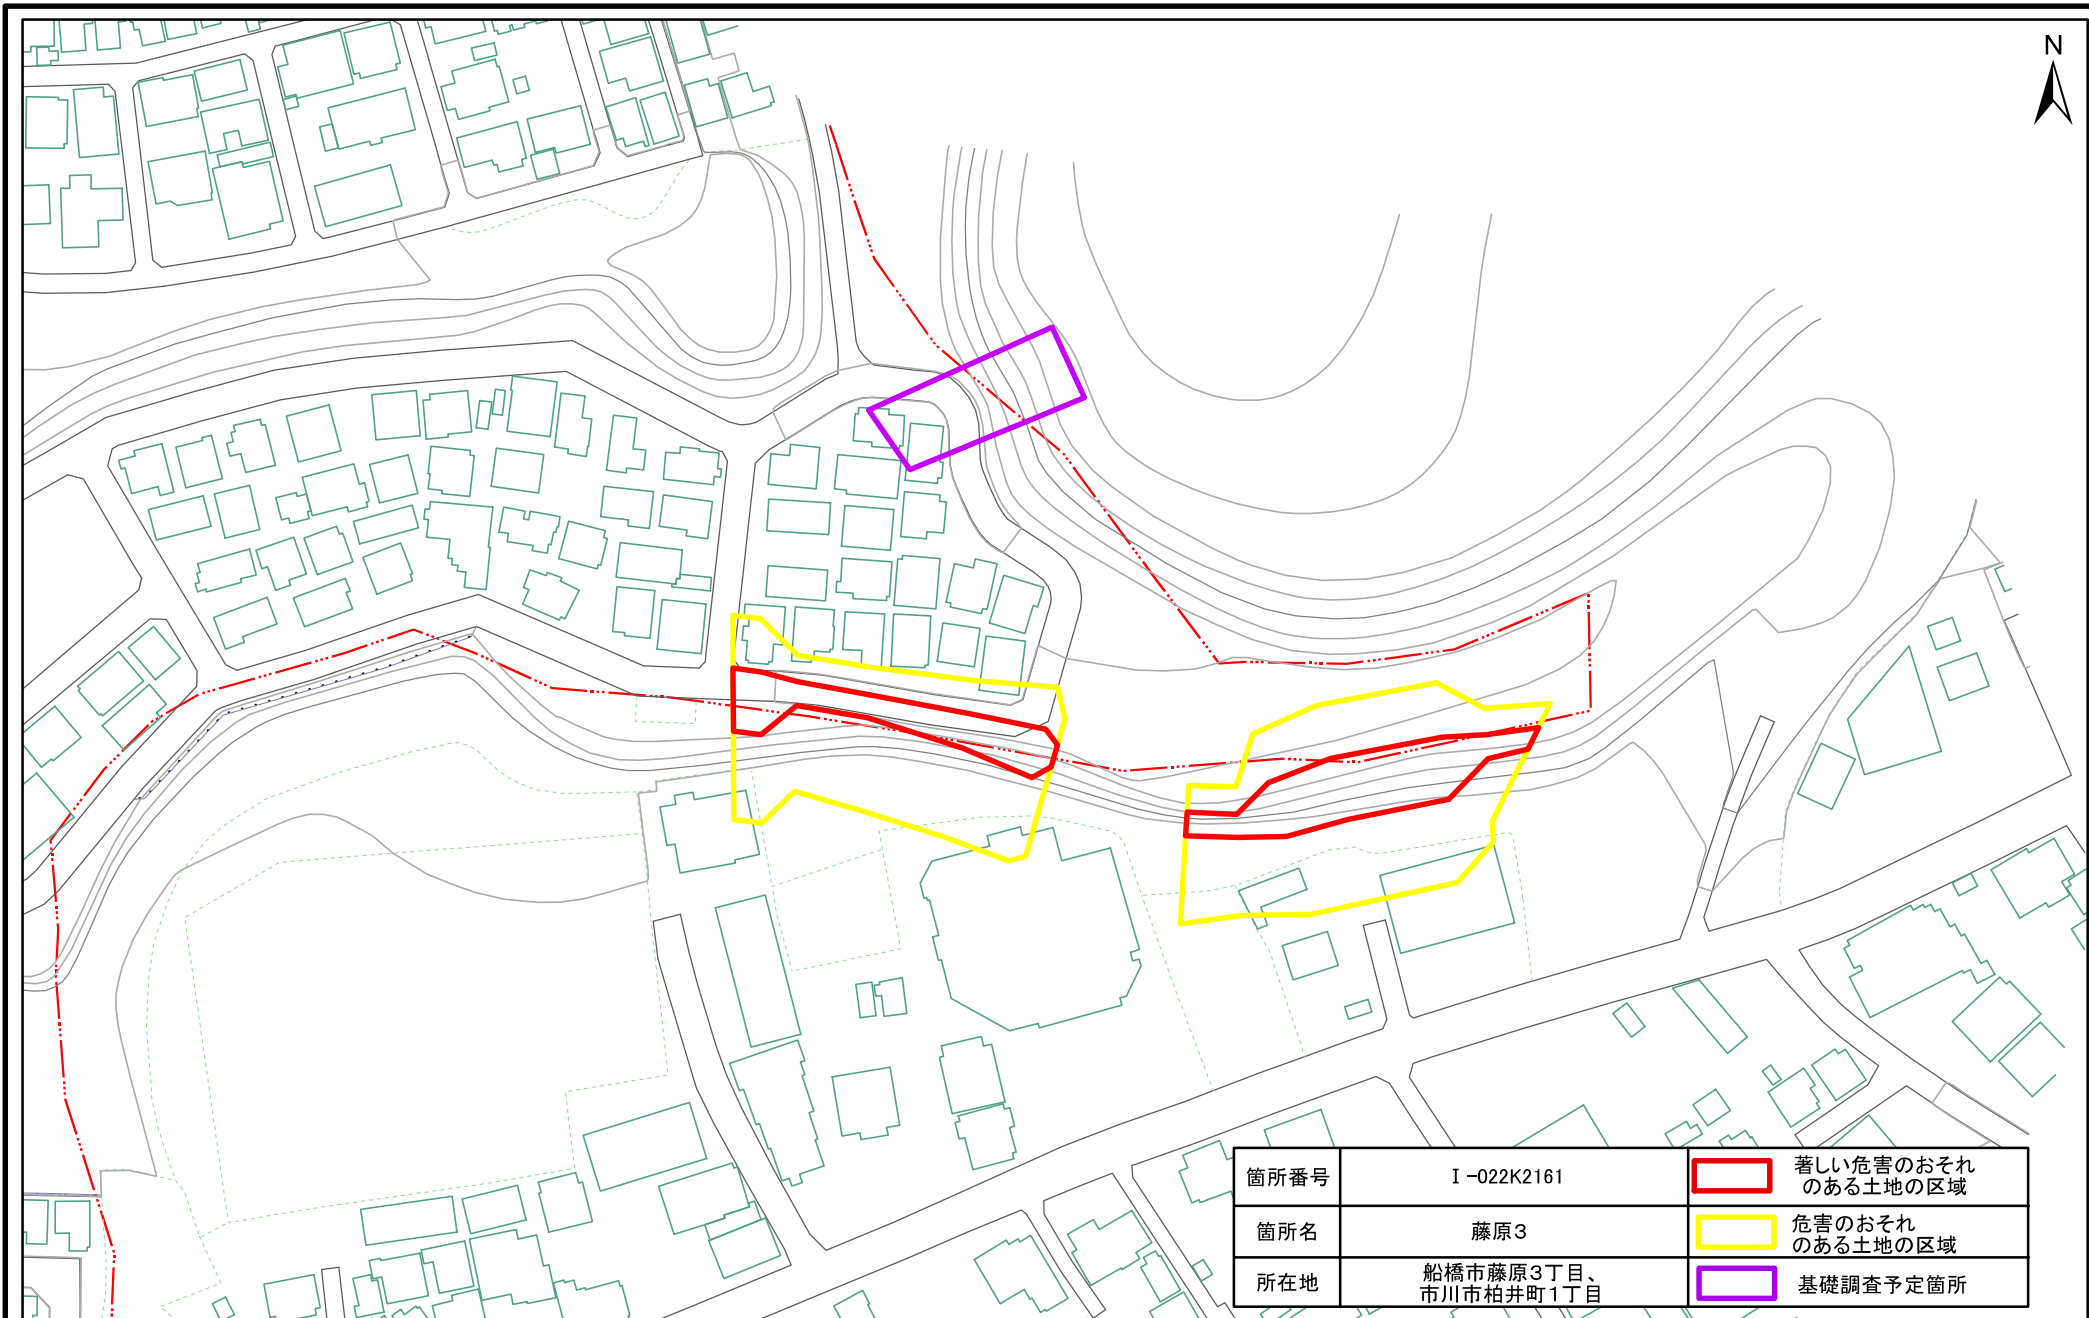 N
箇所番号
Ⅰ-022K2161
著しい危害のおそれ
のある土地の区域
箇所名
藤原3
危害のおそれ
のある土地の区域
所在地
船橋市藤原3丁目、
市川市柏井町1丁目
基礎調査予定箇所